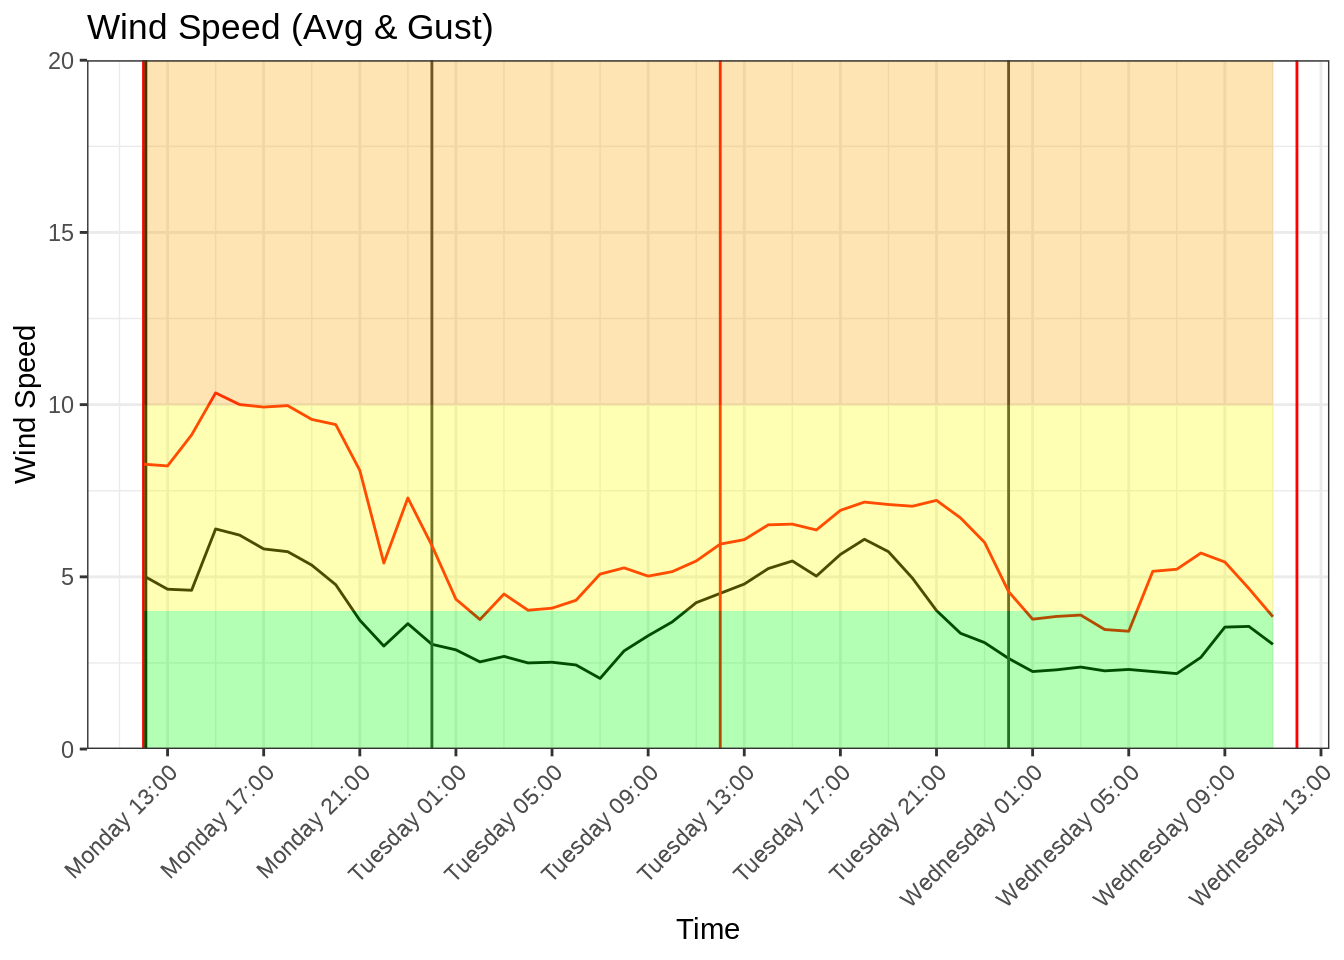 Wind Speed (Avg & Gust)
20
15
10
5
0
Wind Speed
Monday 13:00
Monday 17:00
Monday 21:00
Tuesday 01:00
Tuesday 05:00
Tuesday 09:00
Tuesday 13:00
Tuesday 17:00
Tuesday 21:00
Wednesday 01:00
Wednesday 05:00
Wednesday 09:00
Wednesday 13:00
Time